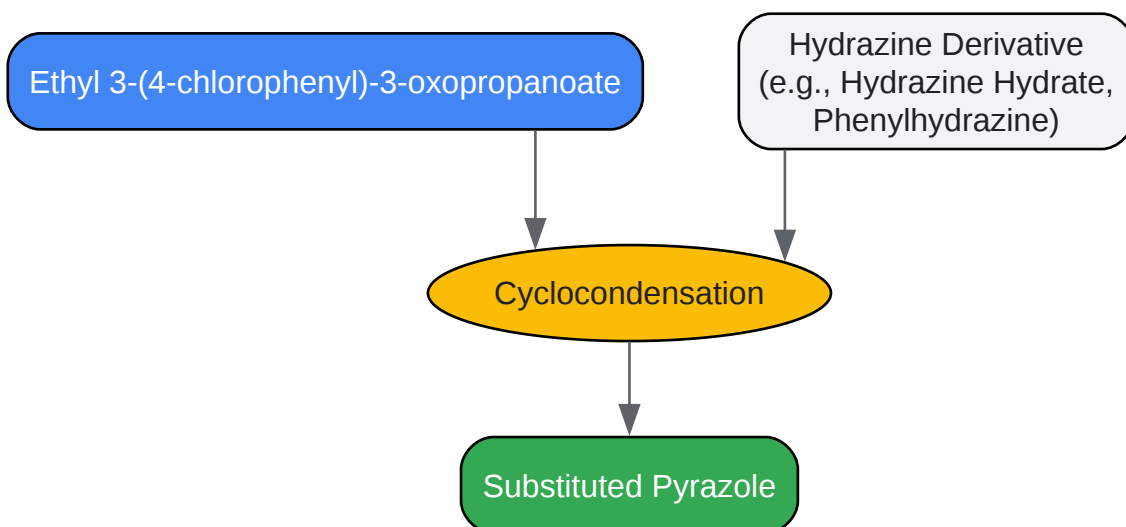 Ethyl 3-(4-chlorophenyl)-3-oxopropanoate
Hydrazine Derivative
(e.g., Hydrazine Hydrate,
Phenylhydrazine)
Cyclocondensation
Substituted Pyrazole